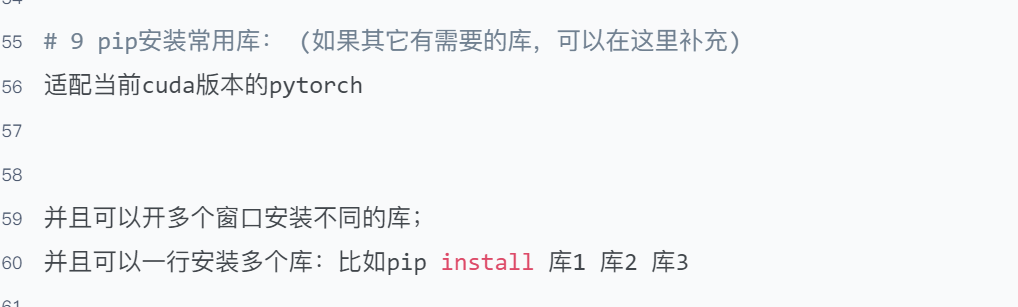 54
55 # 9 pip安装常用库： (如果其它有需要的库，可以在这里补充)
56 适配当前cuda版本的pytorch
57
58
59 并且可以开多个窗口安装不同的库；
60 并且可以一行安装多个库：比如pip install 库1 库2 库3
61